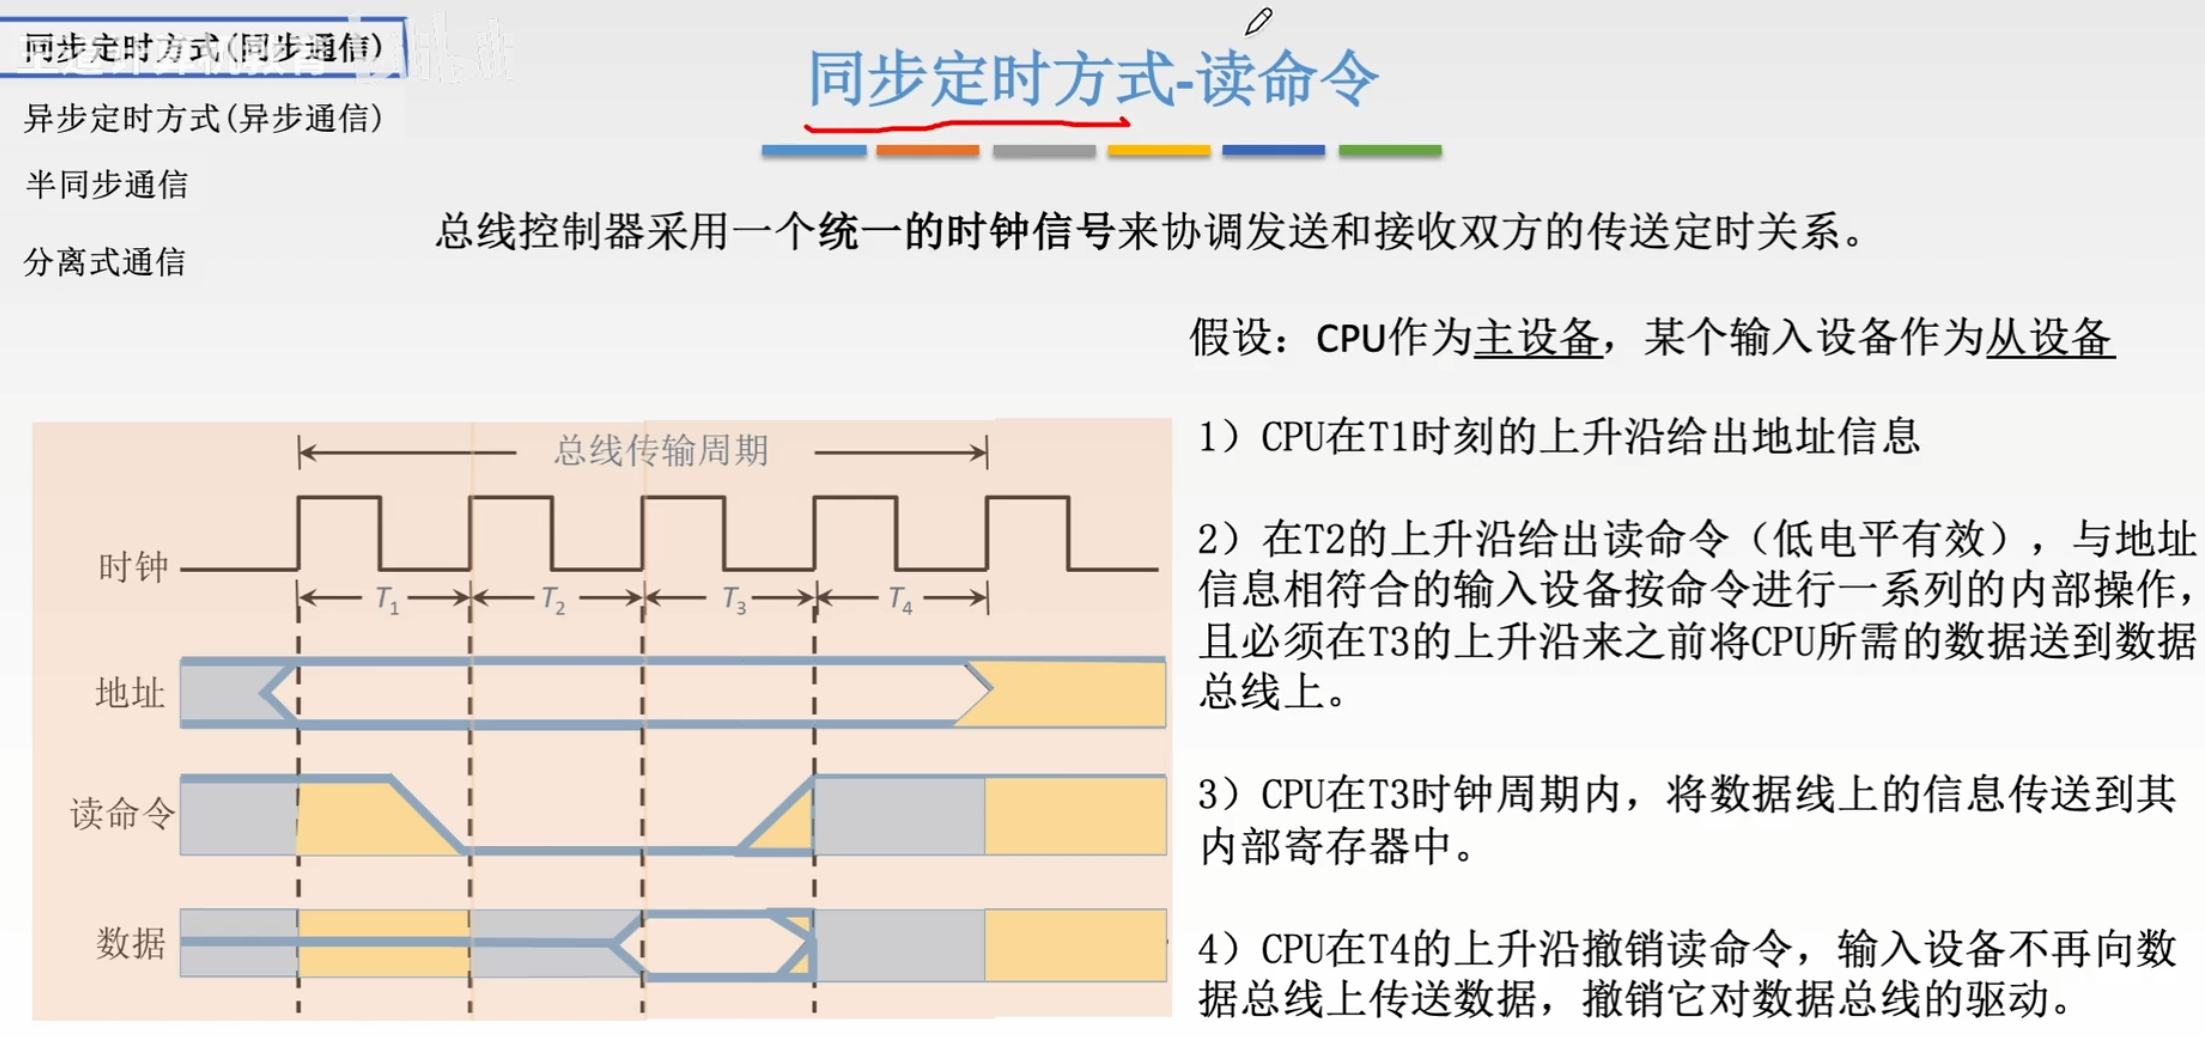 同步定时方式(同步通信)
王道计算机教育
bilibili
异步定时方式(异步通信)
半同步通信
分离式通信
同步定时方式-读命令
总线控制器采用一个统一的时钟信号来协调发送和接收双方的传送定时关系。
假设：CPU作为主设备，某个输入设备作为从设备
总线传输周期
时钟
T1
T2
T3
T4
地址
读命令
数据
1）CPU在T1时刻的上升沿给出地址信息
2）在T2的上升沿给出读命令（低电平有效），与地址
信息相符合的输入设备按命令进行一系列的内部操作，
且必须在T3的上升沿来之前将CPU所需的数据送到数据
总线上。
3）CPU在T3时钟周期内，将数据线上的信息传送到其
内部寄存器中。
4）CPU在T4的上升沿撤销读命令，输入设备不再向数
据总线上传送数据，撤销它对数据总线的驱动。